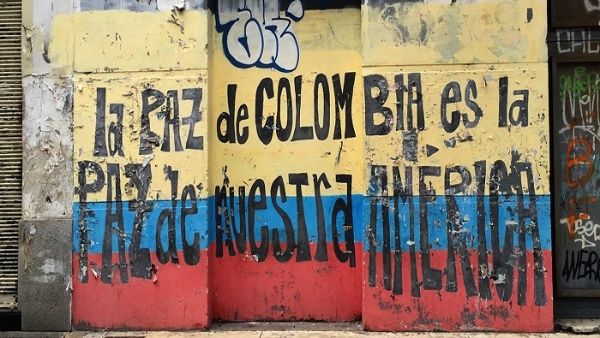 la PAZ de COLOMBIA es la
PAZ de nuestra AMÉRICA